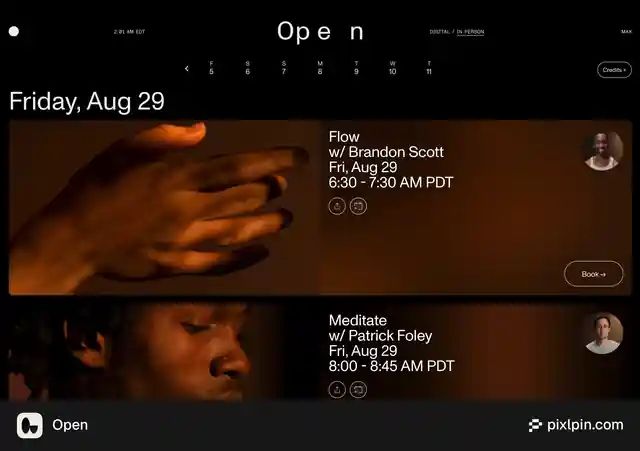 2:01 AM EDT
Open
DIGITAL / IN PERSON
MAK
F S S M T W T
5 6 7 8 9 10 11
Credits +
Friday, Aug 29
Flow
w/ Brandon Scott
Fri, Aug 29
6:30 - 7:30 AM PDT
Book →
Meditate
w/ Patrick Foley
Fri, Aug 29
8:00 - 8:45 AM PDT
Open
pixlpin.com